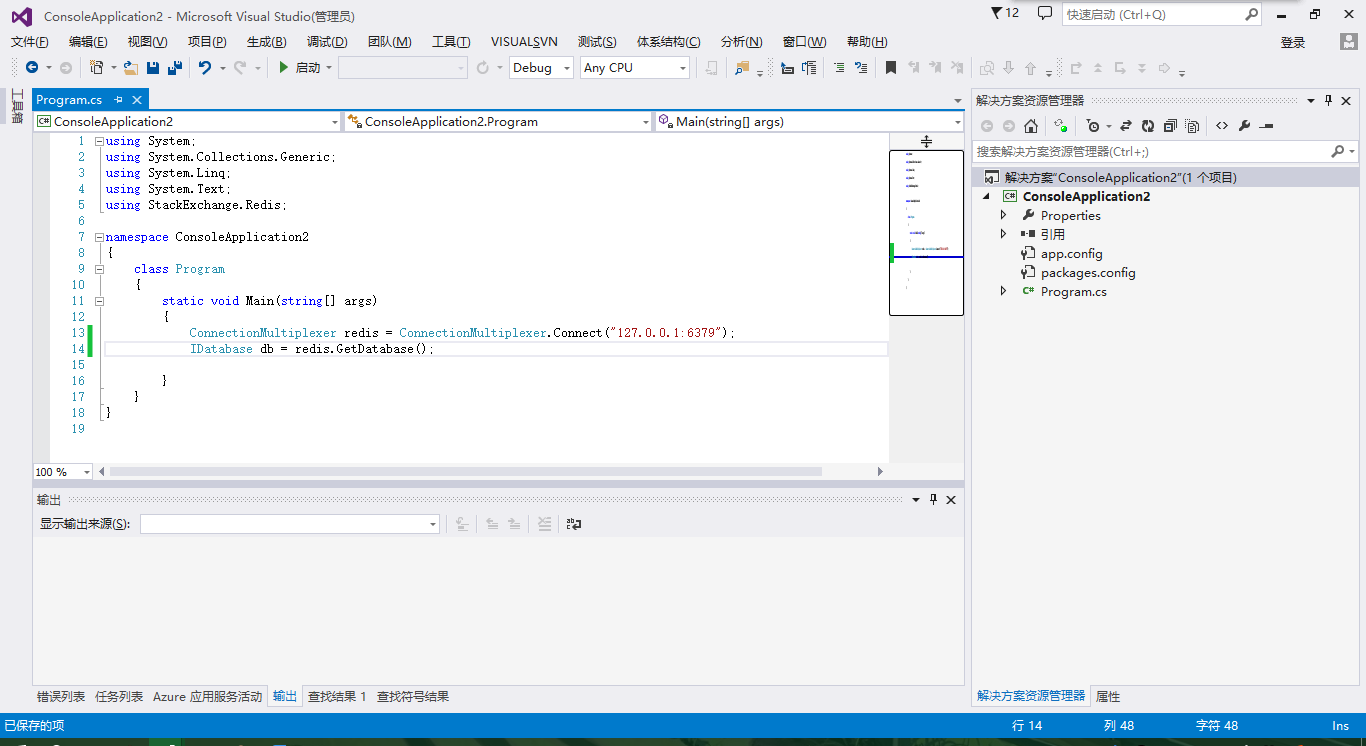 ConsoleApplication2 - Microsoft Visual Studio(管理员)
12
快速启动 (Ctrl+Q)
文件(F) 编辑(E) 视图(V) 项目(P) 生成(B) 调试(D) 团队(M) 工具(T) VISUALSVN 测试(S) 体系结构(C) 分析(N) 窗口(W) 帮助(H) 登录
启动 Debug Any CPU
工具箱
Program.cs
ConsoleApplication2 ConsoleApplication2.Program Main(string[] args)
1 using System;
2 using System.Collections.Generic;
3 using System.Linq;
4 using System.Text;
5 using StackExchange.Redis;
6
7 namespace ConsoleApplication2
8 {
9 class Program
10 {
11 static void Main(string[] args)
12 {
13 ConnectionMultiplexer redis = ConnectionMultiplexer.Connect("127.0.0.1:6379");
14 IDatabase db = redis.GetDatabase();
15
16 }
17 }
18 }
19
100 %
输出
显示输出来源(S):
错误列表 任务列表 Azure 应用服务活动 输出 查找结果 1 查找符号结果
解决方案资源管理器
搜索解决方案资源管理器(Ctrl+;)
解决方案"ConsoleApplication2"(1 个项目)
C# ConsoleApplication2
Properties
引用
app.config
packages.config
C# Program.cs
解决方案资源管理器 属性
已保存的项 行 14 列 48 字符 48 Ins